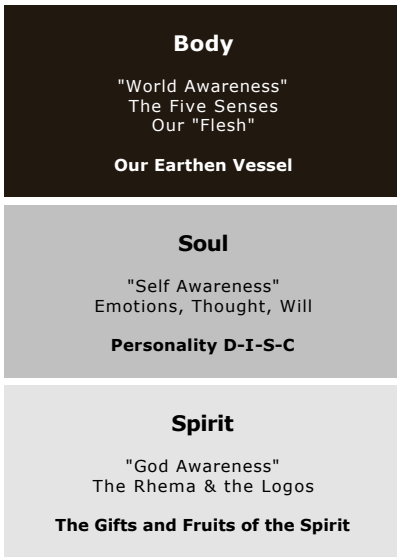 Body
"World Awareness"
The Five Senses
Our "Flesh"
Our Earthen Vessel
Soul
"Self Awareness"
Emotions, Thought, Will
Personality D-I-S-C
Spirit
"God Awareness"
The Rhema & the Logos
The Gifts and Fruits of the Spirit